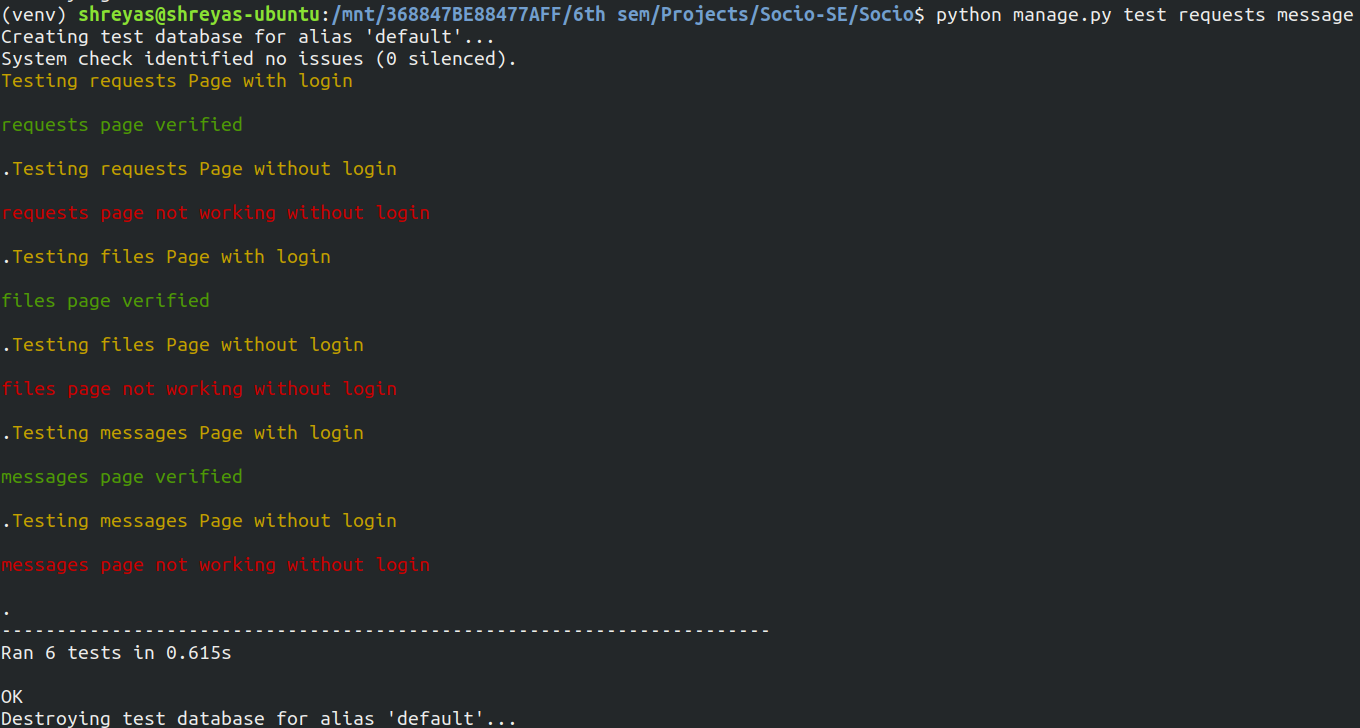 (venv) shreyas@shreyas-ubuntu:/mnt/368847BE88477AFF/6th sem/Projects/Socio-SE/Socio$ python manage.py test requests message
Creating test database for alias 'default'...
System check identified no issues (0 silenced).
Testing requests Page with login
requests page verified
.Testing requests Page without login
requests page not working without login
.Testing files Page with login
files page verified
.Testing files Page without login
files page not working without login
.Testing messages Page with login
messages page verified
.Testing messages Page without login
messages page not working without login
.
----------------------------------------------------------------------
Ran 6 tests in 0.615s
OK
Destroying test database for alias 'default'...